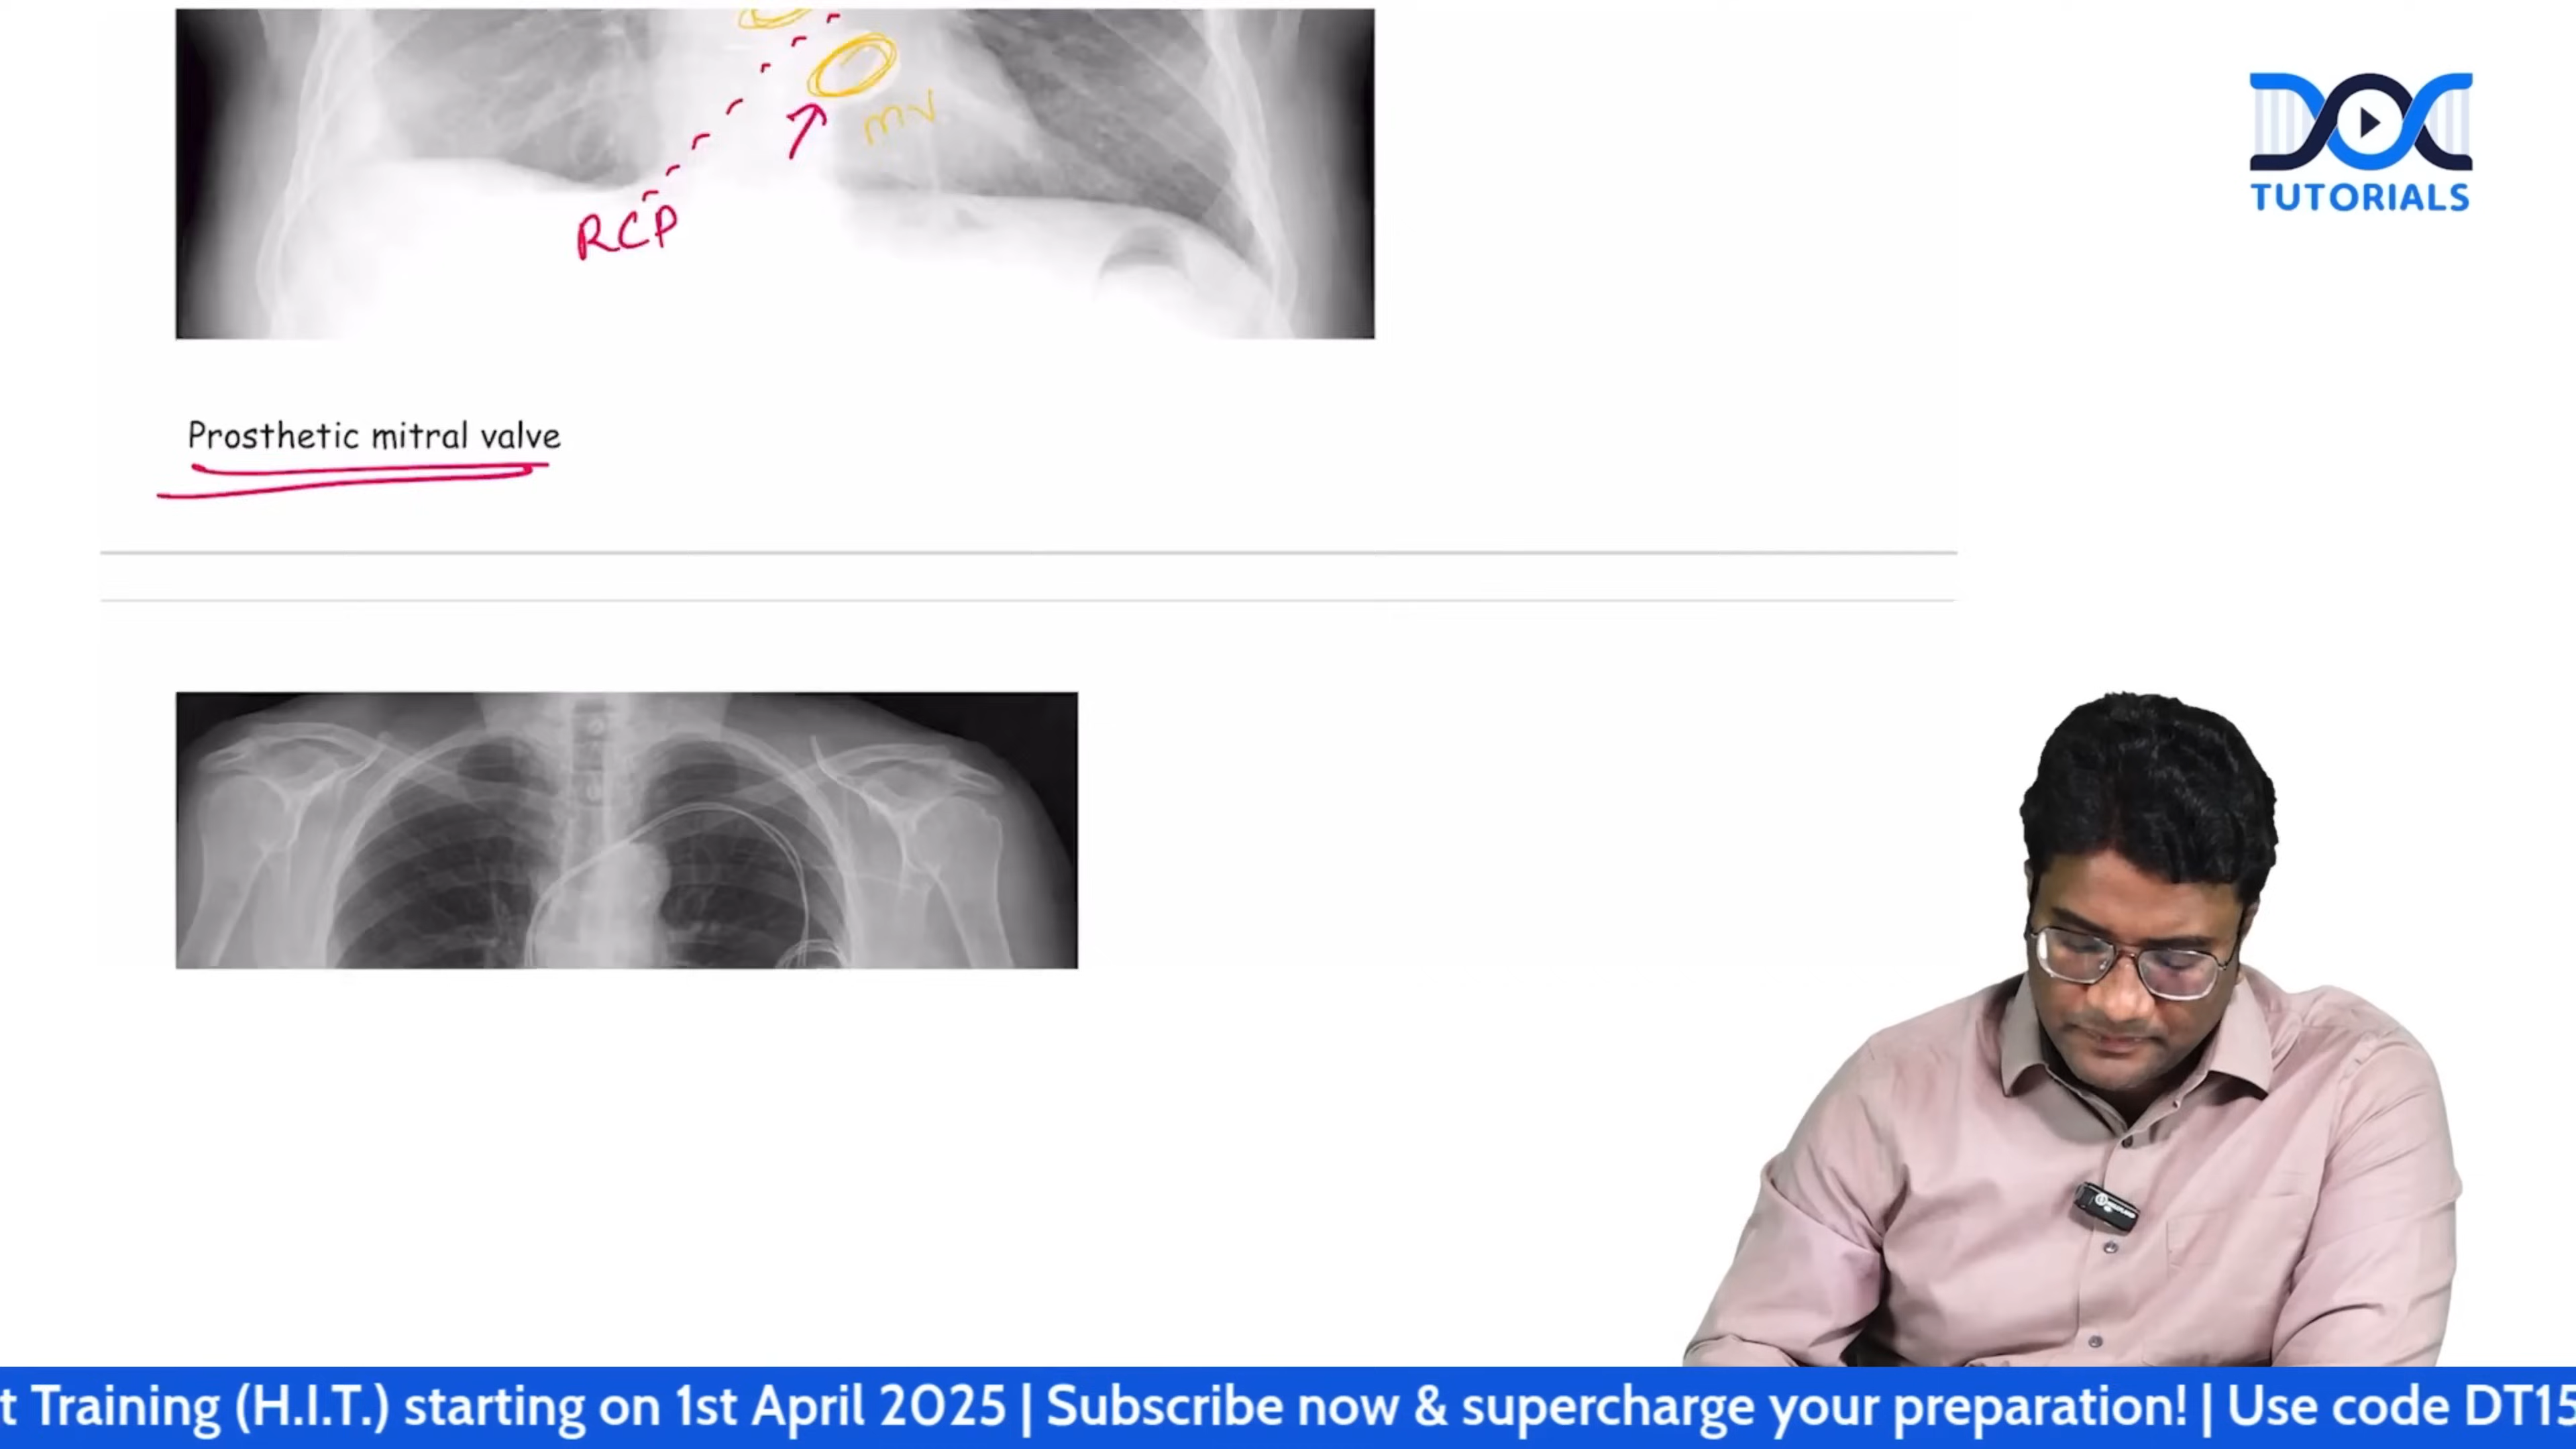 mv
RCP
DOC
TUTORIALS
Prosthetic mitral valve
t Training (H.I.T.) starting on 1st April 2025 | Subscribe now & supercharge your preparation! | Use code DT15